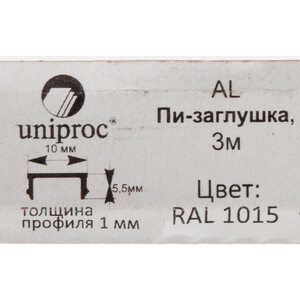 uniproc®
10 мм
5,5мм
толщина
профиля 1 мм
AL
Пи-заглушка,
3м
Цвет:
RAL 1015